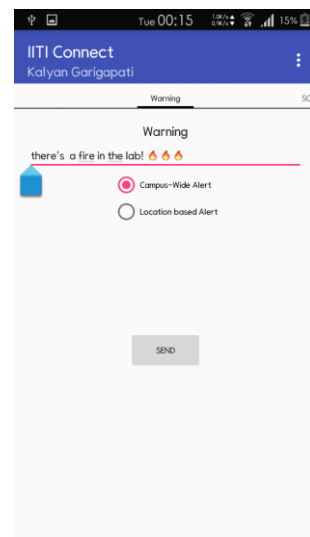 Tue 00:15 15%
IITI Connect
Kalyan Garigapati
Warning SC
Warning
there's a fire in the lab! 🔥🔥🔥
Campus-Wide Alert
Location based Alert
SEND